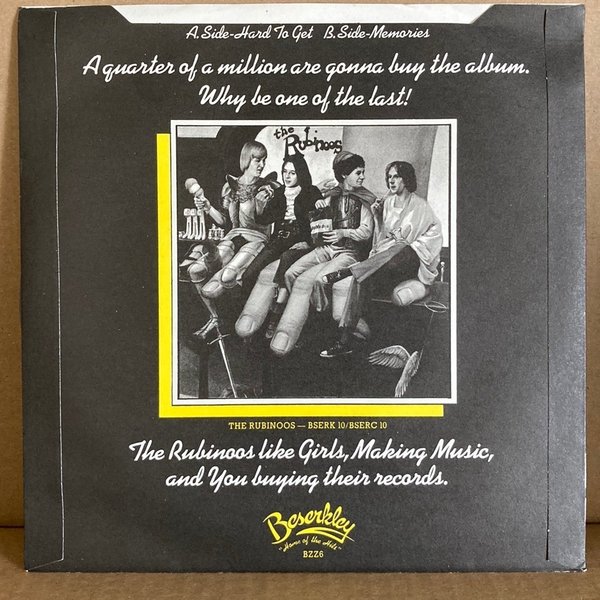 A. Side-Hard To Get B. Side-Memories
A quarter of a million are gonna buy the album.
Why be one of the last!
the
Rubinoos
THE RUBINOOS — BSERK 10/BSERC 10
The Rubinoos like Girls, Making Music,
and You buying their records.
Beserkley
"Home of the Hits"
BZZ6